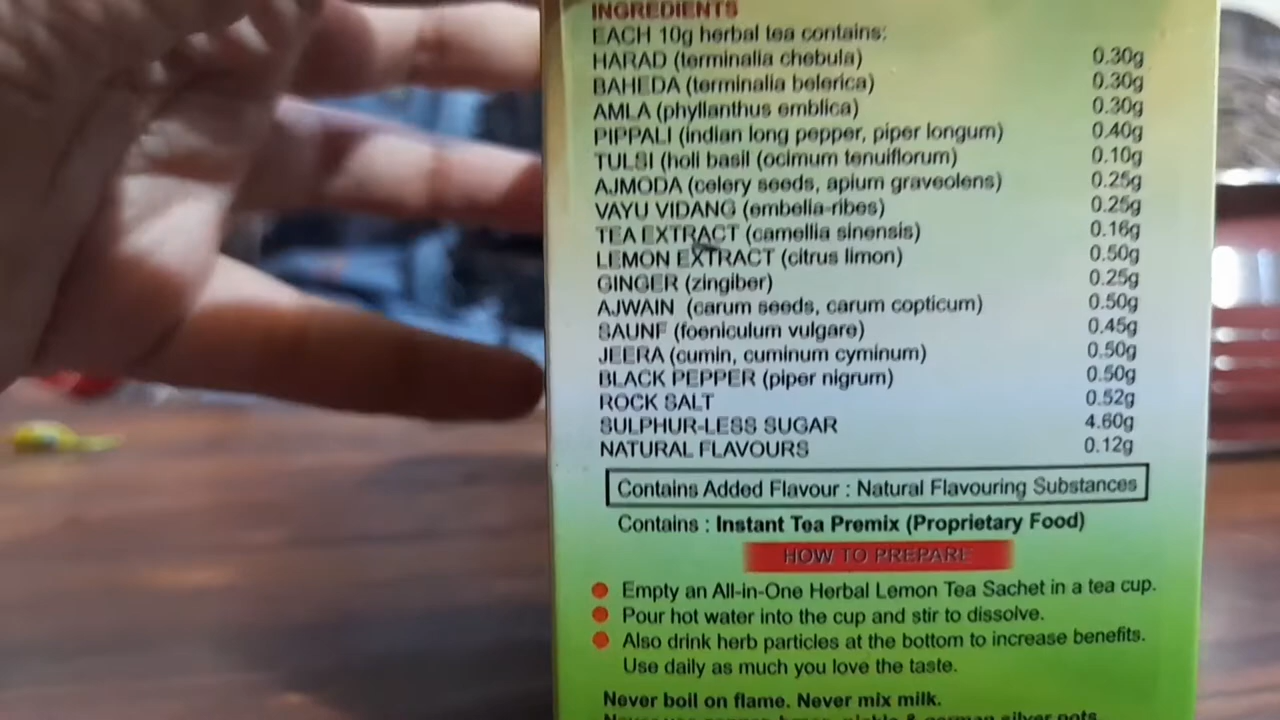 INGREDIENTS
EACH 10g herbal tea contains:
HARAD (terminalia chebula) 0.30g
BAHEDA (terminalia belerica) 0.30g
AMLA (phyllanthus emblica) 0.30g
PIPPALI (indian long pepper, piper longum) 0.40g
TULSI (holi basil (ocimum tenuiflorum) 0.10g
AJMODA (celery seeds, apium graveolens) 0.25g
VAYU VIDANG (embelia-ribes) 0.25g
TEA EXTRACT (camellia sinensis) 0.16g
LEMON EXTRACT (citrus limon) 0.50g
GINGER (zingiber) 0.25g
AJWAIN (carum seeds, carum copticum) 0.50g
SAUNF (foeniculum vulgare) 0.45g
JEERA (cumin, cuminum cyminum) 0.50g
BLACK PEPPER (piper nigrum) 0.50g
ROCK SALT 0.52g
SULPHUR-LESS SUGAR 4.60g
NATURAL FLAVOURS 0.12g
Contains Added Flavour : Natural Flavouring Substances
Contains : Instant Tea Premix (Proprietary Food)
HOW TO PREPARE
Empty an All-in-One Herbal Lemon Tea Sachet in a tea cup.
Pour hot water into the cup and stir to dissolve.
Also drink herb particles at the bottom to increase benefits.
Use daily as much you love the taste.
Never boil on flame. Never mix milk.